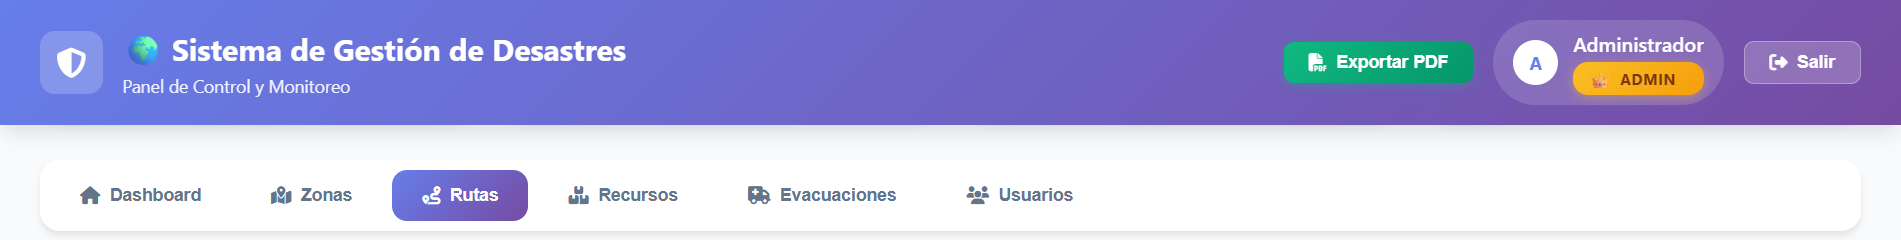 🌍 Sistema de Gestión de Desastres
Panel de Control y Monitoreo
PDF Exportar PDF
A
Administrador
👑 ADMIN
Salir
Dashboard
Zonas
Rutas
Recursos
Evacuaciones
Usuarios